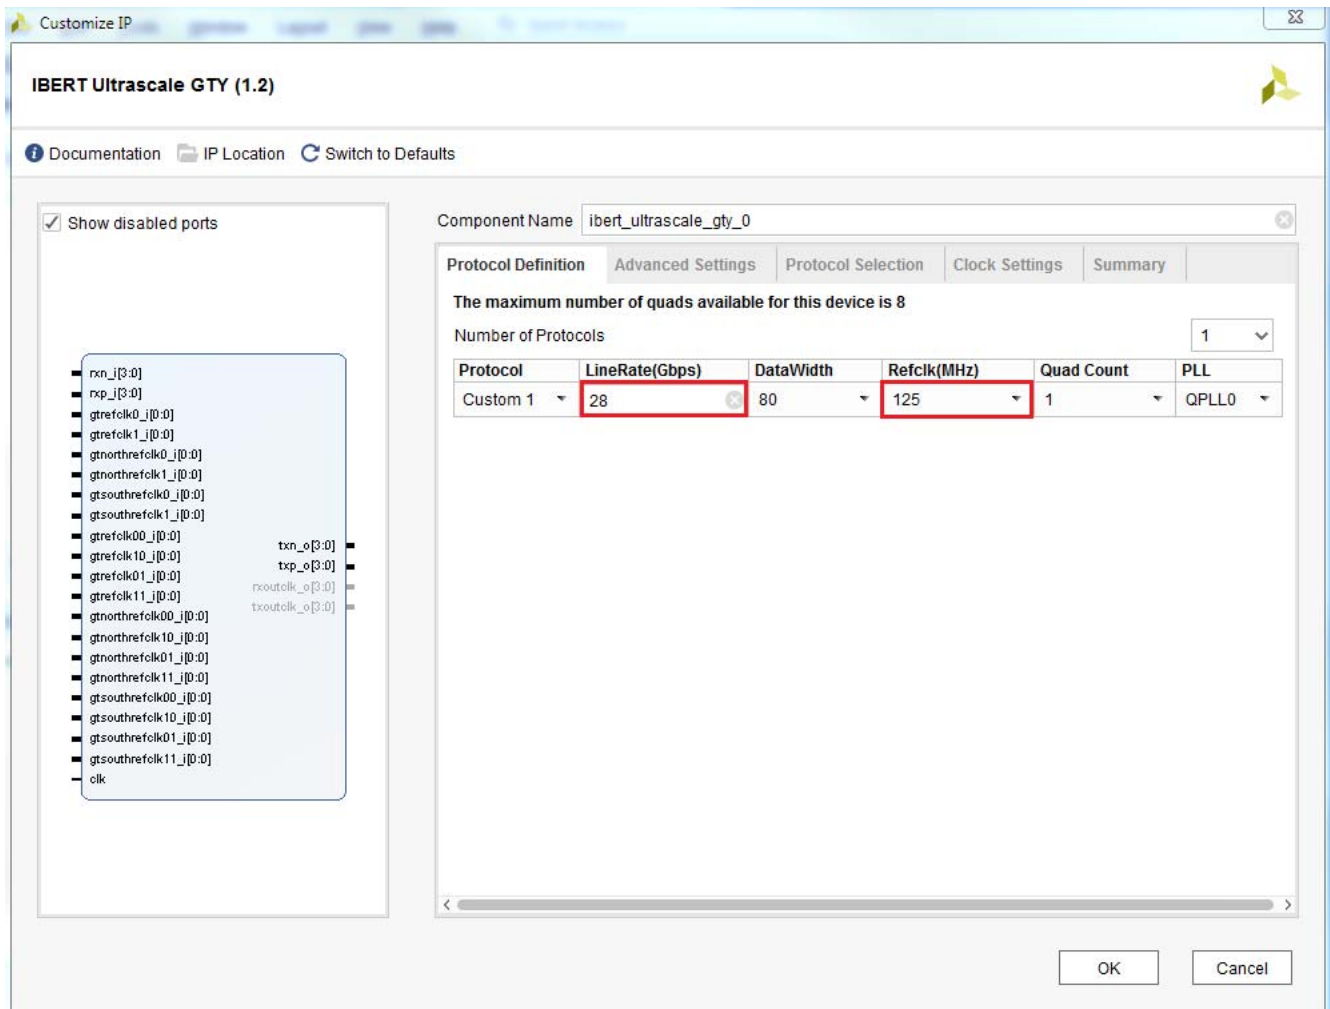 Customize IP
IBERT Ultrascale GTY (1.2)
Documentation IP Location Switch to Defaults
Show disabled ports
rxn_i[3:0]
rxp_i[3:0]
gtrefclk0_i[0:0]
gtrefclk1_i[0:0]
gtnorthrefclk0_i[0:0]
gtnorthrefclk1_i[0:0]
gtsouthrefclk0_i[0:0]
gtsouthrefclk1_i[0:0]
gtrefclk00_i[0:0]
gtrefclk10_i[0:0]
gtrefclk01_i[0:0]
gtrefclk11_i[0:0]
gtnorthrefclk00_i[0:0]
gtnorthrefclk10_i[0:0]
gtnorthrefclk01_i[0:0]
gtnorthrefclk11_i[0:0]
gtsouthrefclk00_i[0:0]
gtsouthrefclk10_i[0:0]
gtsouthrefclk01_i[0:0]
gtsouthrefclk11_i[0:0]
clk
txn_o[3:0]
txp_o[3:0]
rxoutclk_o[3:0]
txoutclk_o[3:0]
Component Name ibert_ultrascale_gty_0
Protocol Definition Advanced Settings Protocol Selection Clock Settings Summary
The maximum number of quads available for this device is 8
Number of Protocols 1
Protocol LineRate(Gbps) DataWidth Refclk(MHz) Quad Count PLL
Custom 1 28 80 125 1 QPLL0
OK Cancel